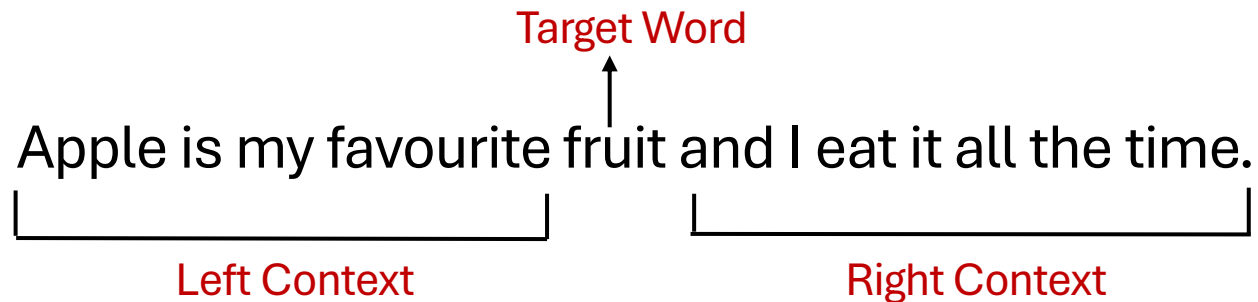 Target Word
Apple is my favourite fruit and I eat it all the time.
Left Context
Right Context